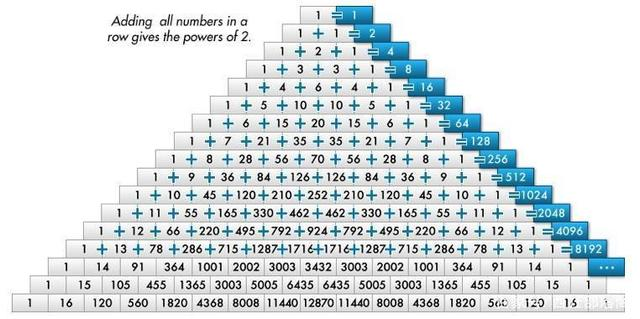 Adding all numbers in a
row gives the powers of 2.
1 = 1
1 + 1 = 2
1 + 2 + 1 = 4
1 + 3 + 3 + 1 = 8
1 + 4 + 6 + 4 + 1 = 16
1 + 5 + 10 + 10 + 5 + 1 = 32
1 + 6 + 15 + 20 + 15 + 6 + 1 = 64
1 + 7 + 21 + 35 + 35 + 21 + 7 + 1 = 128
1 + 8 + 28 + 56 + 70 + 56 + 28 + 8 + 1 = 256
1 + 9 + 36 + 84 + 126 + 126 + 84 + 36 + 9 + 1 = 512
1 + 10 + 45 + 120 + 210 + 252 + 210 + 120 + 45 + 10 + 1 = 1024
1 + 11 + 55 + 165 + 330 + 462 + 462 + 330 + 165 + 55 + 11 + 1 = 2048
1 + 12 + 66 + 220 + 495 + 792 + 924 + 792 + 495 + 220 + 66 + 12 + 1 = 4096
1 + 13 + 78 + 286 + 715 + 1287 + 1716 + 1716 + 1287 + 715 + 286 + 78 + 13 + 1 = 8192
1 14 91 364 1001 2002 3003 3432 3003 2002 1001 364 91 14 1 ...
1 15 105 455 1365 3003 5005 6435 6435 5005 3003 1365 455 105 15 1
1 16 120 560 1820 4368 8008 11440 12870 11440 8008 4368 1820 560 120 16 1